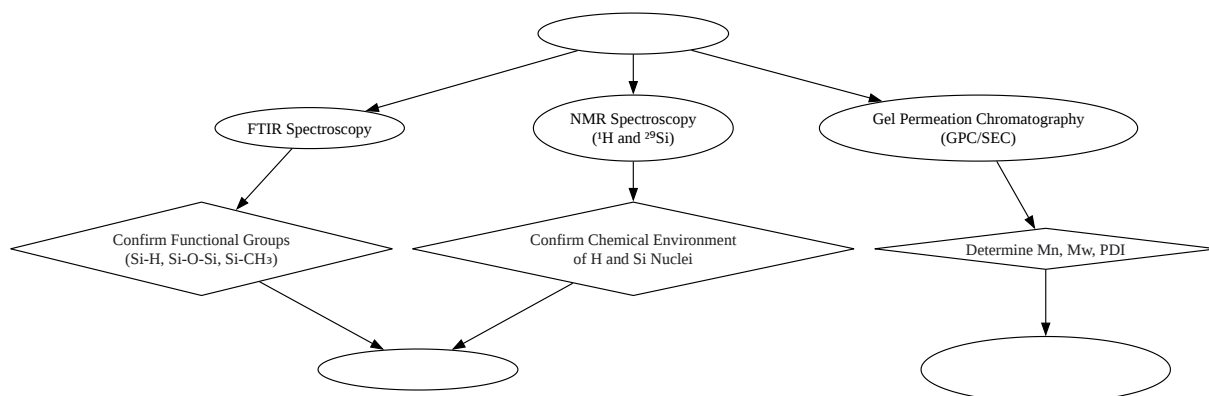 FTIR Spectroscopy
NMR Spectroscopy
(¹H and ²⁹Si)
Gel Permeation Chromatography
(GPC/SEC)
Confirm Functional Groups
(Si-H, Si-O-Si, Si-CH₃)
Confirm Chemical Environment
of H and Si Nuclei
Determine Mn, Mw, PDI